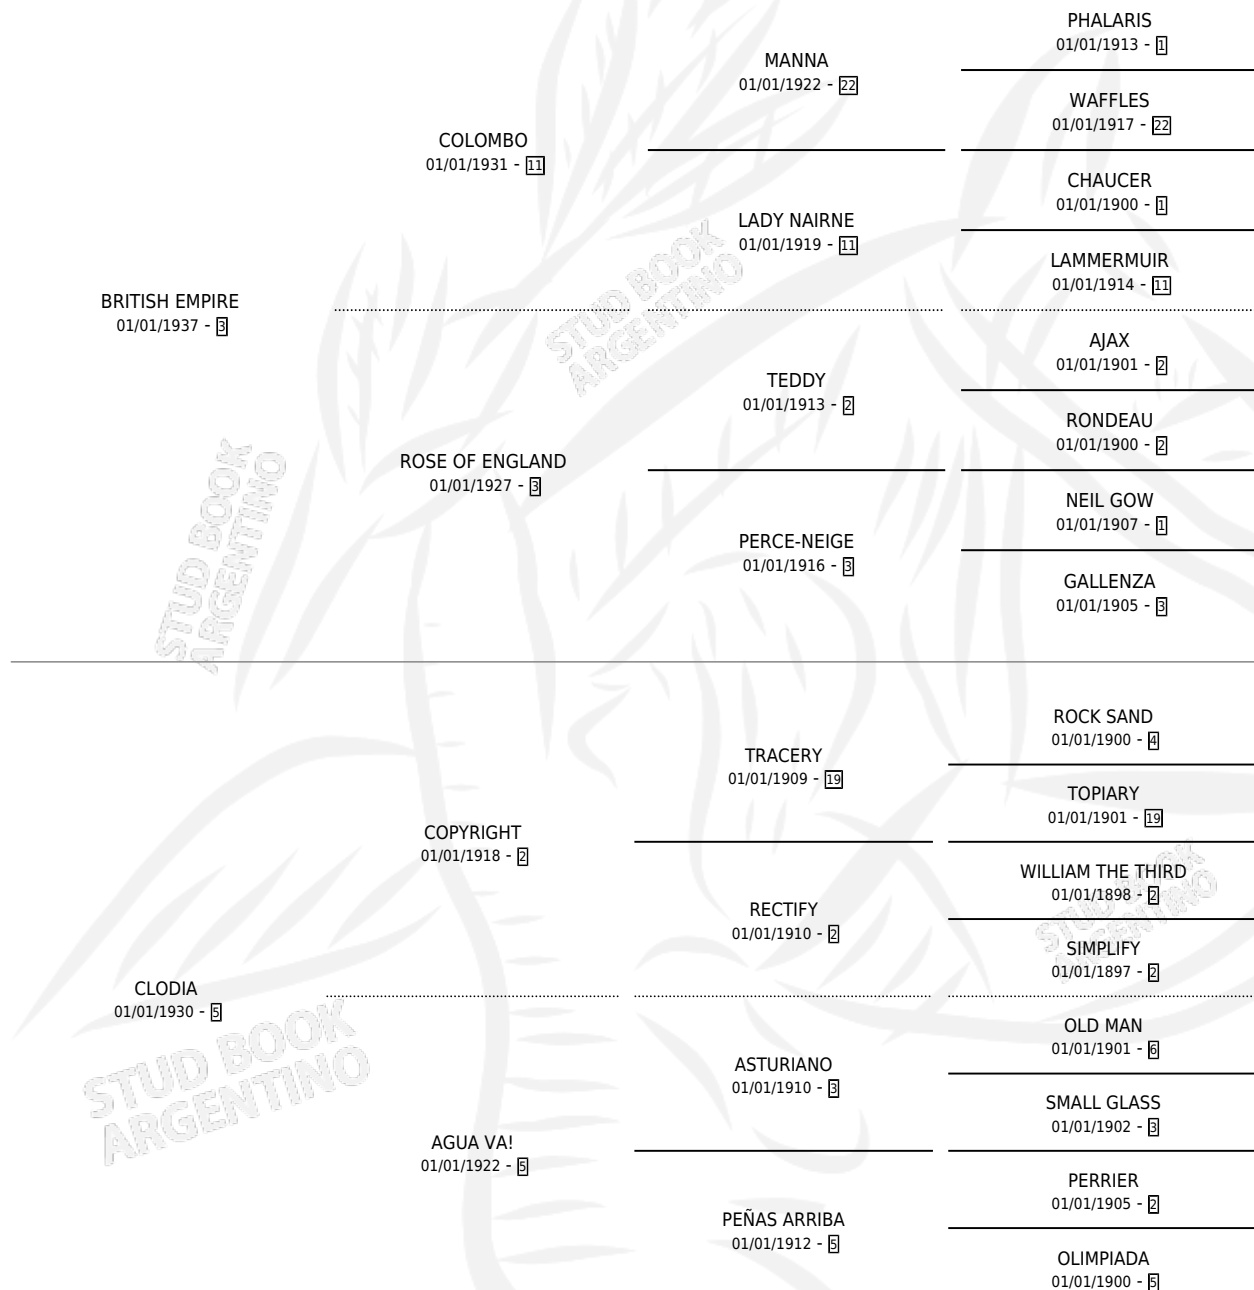 PHALARIS
01/01/1913 - 1
MANNA
01/01/1922 - 22
WAFFLES
01/01/1917 - 22
COLOMBO
01/01/1931 - 11
CHAUCER
01/01/1900 - 1
LADY NAIRNE
01/01/1919 - 11
LAMMERMUIR
01/01/1914 - 11
BRITISH EMPIRE
01/01/1937 - 3
AJAX
01/01/1901 - 2
TEDDY
01/01/1913 - 2
RONDEAU
01/01/1900 - 2
ROSE OF ENGLAND
01/01/1927 - 3
NEIL GOW
01/01/1907 - 1
PERCE-NEIGE
01/01/1916 - 3
GALLENZA
01/01/1905 - 3
ROCK SAND
01/01/1900 - 4
TRACERY
01/01/1909 - 19
TOPIARY
01/01/1901 - 19
COPYRIGHT
01/01/1918 - 2
WILLIAM THE THIRD
01/01/1898 - 2
RECTIFY
01/01/1910 - 2
SIMPLIFY
01/01/1897 - 2
CLODIA
01/01/1930 - 5
OLD MAN
01/01/1901 - 6
ASTURIANO
01/01/1910 - 3
SMALL GLASS
01/01/1902 - 3
AGUA VA!
01/01/1922 - 5
PERRIER
01/01/1905 - 2
PEÑAS ARRIBA
01/01/1912 - 5
OLIMPIADA
01/01/1900 - 5
STUD BOOK
ARGENTINO
STUD BOOK
ARGENTINO
STUD BOOK
ARGENTINO
STUD BOOK
ARGENTINO